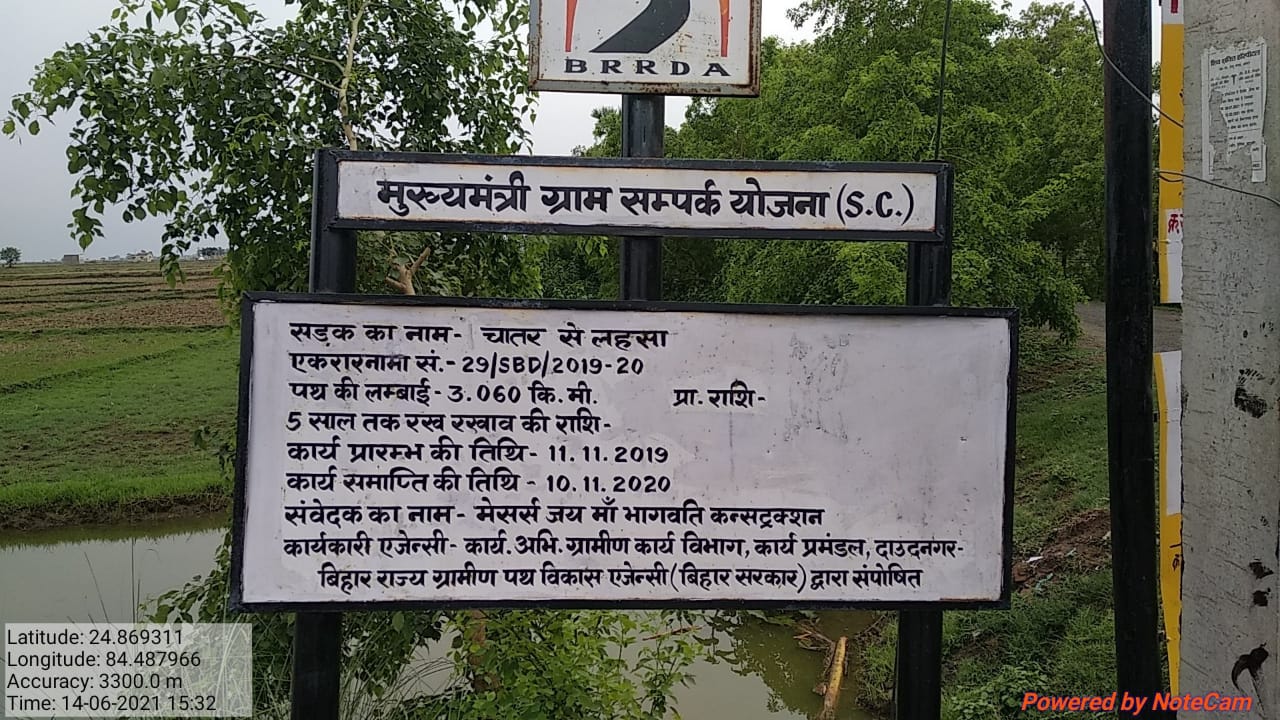 BRRDA
मुख्यमंत्री ग्राम सम्पर्क योजना (S.C.)
सड़क का नाम- चातर से लहसा
एकरारनामा सं.- 29/SBD/2019-20
पथ की लम्बाई- 3.060 कि.मी. प्रा. राशि-
5 साल तक रख रखाव की राशि-
कार्य प्रारम्भ की तिथि- 11.11.2019
कार्य समाप्ति की तिथि - 10.11.2020
संवेदक का नाम- मेसर्स जय माँ भागवति कन्सट्रक्शन
कार्यकारी एजेन्सी- कार्य.अभि.ग्रामीण कार्य विभाग, कार्य प्रमंडल, दाउदनगर-
बिहार राज्य ग्रामीण पथ विकास एजेन्सी (बिहार सरकार) द्वारा संपोषित
Latitude: 24.869311
Longitude: 84.487966
Accuracy: 3300.0 m
Time: 14-06-2021 15:32
Powered by NoteCam